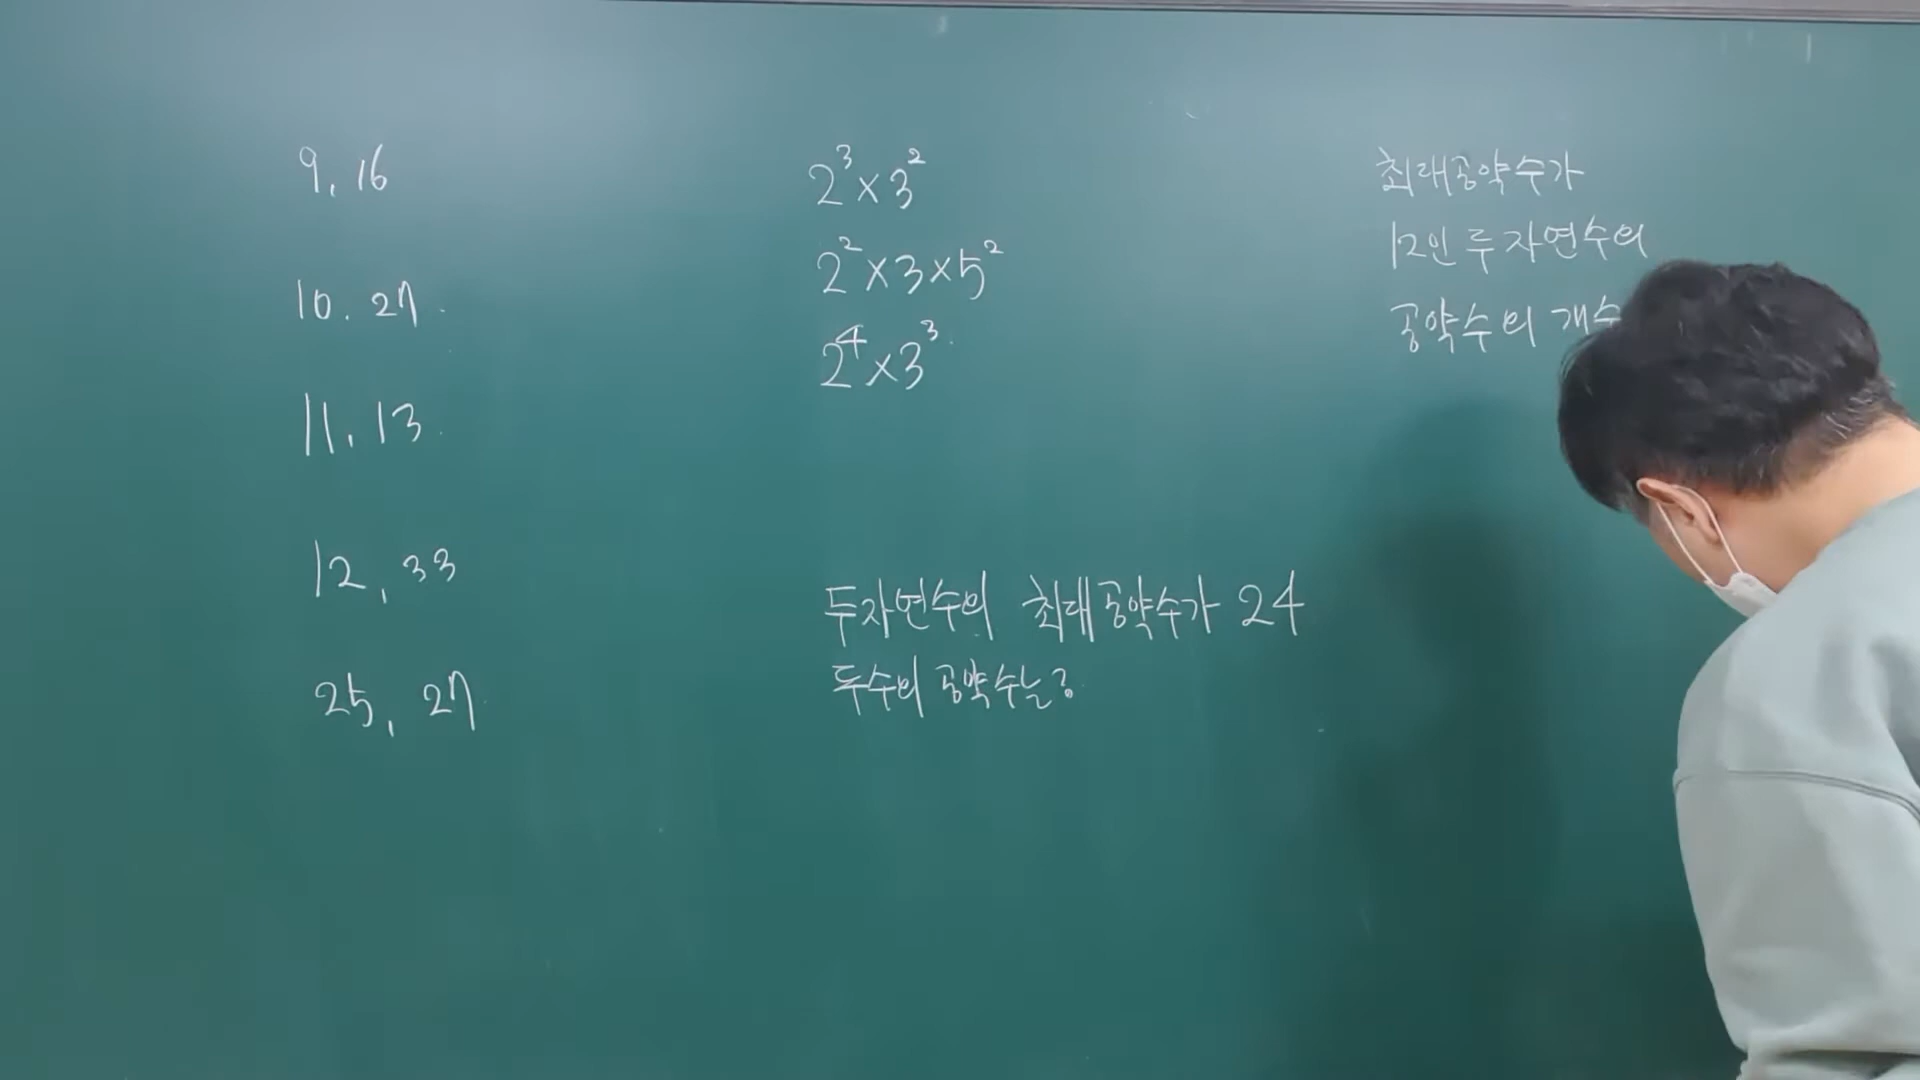 9, 16
10. 27.
11, 13.
12, 33
25, 27.
2³×3²
2²×3×5²
2⁴×3³.
두 자연수의 최대공약수가 24
두수의 공약수는?
최대공약수가
12인 두 자연수의
공약수의 개수